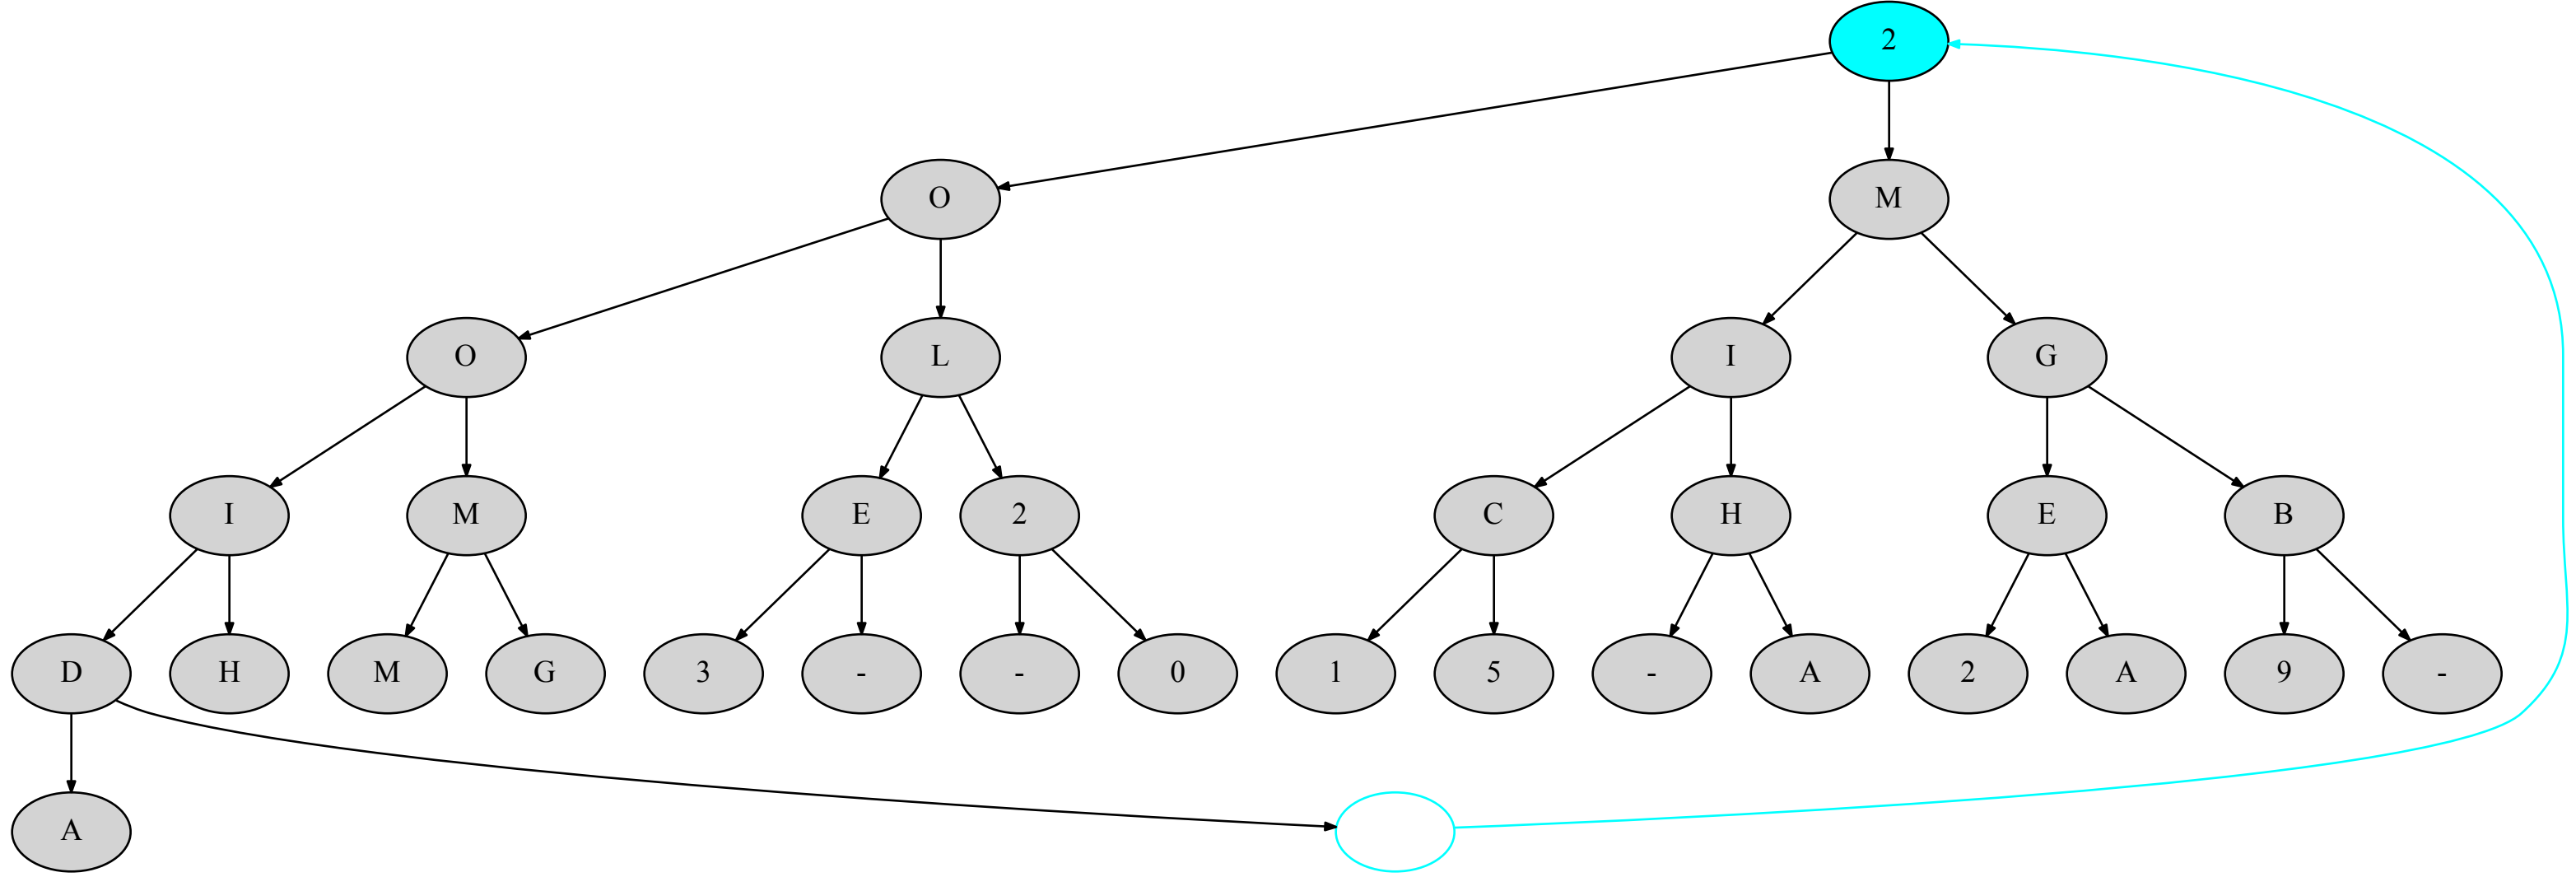 2
O M
O L I G
I M E 2 C H E B
D H M G 3 - - 0 1 5 - A 2 A 9 -
A